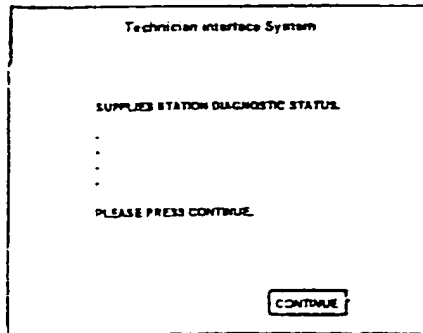 Technician Interface System
SUPPLIES STATION DIAGNOSTIC STATUS.
.
.
.
.
PLEASE PRESS CONTINUE.
CONTINUE